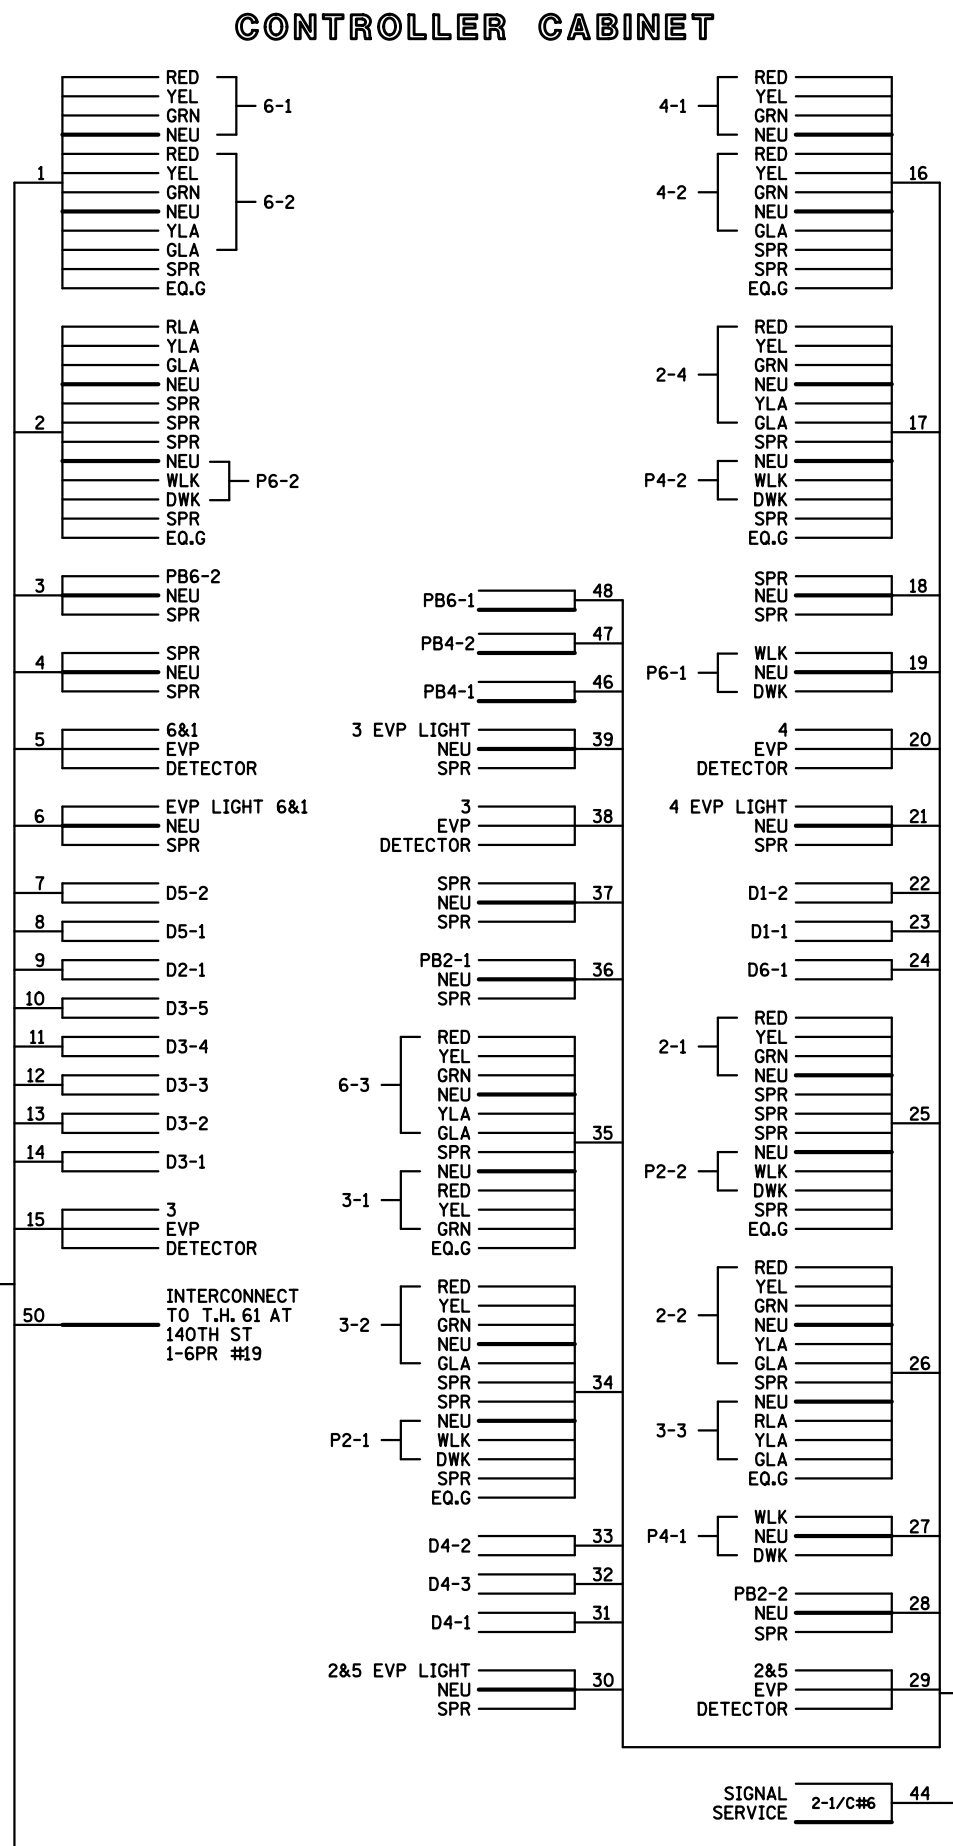 CONTROLLER CABINET
1
RED
YEL
GRN
NEU
6-1
RED
YEL
GRN
NEU
YLA
GLA
6-2
SPR
EQ.G
2
RLA
YLA
GLA
NEU
SPR
SPR
SPR
NEU
WLK
DWK
P6-2
SPR
EQ.G
3
PB6-2
NEU
SPR
4
SPR
NEU
SPR
5
6&1
EVP
DETECTOR
6
EVP LIGHT 6&1
NEU
SPR
7
D5-2
8
D5-1
9
D2-1
10
D3-5
11
D3-4
12
D3-3
13
D3-2
14
D3-1
15
3
EVP
DETECTOR
50
INTERCONNECT
TO T.H. 61 AT
140TH ST
1-6PR #19
PB6-1
48
PB4-2
47
PB4-1
46
3 EVP LIGHT
NEU
SPR
39
3
EVP
DETECTOR
38
SPR
NEU
SPR
37
PB2-1
NEU
SPR
36
6-3
RED
YEL
GRN
NEU
YLA
GLA
SPR
3-1
NEU
RED
YEL
GRN
EQ.G
35
3-2
RED
YEL
GRN
NEU
GLA
SPR
SPR
P2-1
NEU
WLK
DWK
SPR
EQ.G
34
D4-2
33
D4-3
32
D4-1
31
2&5 EVP LIGHT
NEU
SPR
30
4-1
RED
YEL
GRN
NEU
4-2
RED
YEL
GRN
NEU
GLA
SPR
SPR
EQ.G
16
2-4
RED
YEL
GRN
NEU
YLA
GLA
SPR
P4-2
NEU
WLK
DWK
SPR
EQ.G
17
SPR
NEU
SPR
18
P6-1
WLK
NEU
DWK
19
4
EVP
DETECTOR
20
4 EVP LIGHT
NEU
SPR
21
D1-2
22
D1-1
23
D6-1
24
2-1
RED
YEL
GRN
NEU
SPR
SPR
SPR
P2-2
NEU
WLK
DWK
SPR
EQ.G
25
2-2
RED
YEL
GRN
NEU
YLA
GLA
SPR
3-3
NEU
RLA
YLA
GLA
EQ.G
26
P4-1
WLK
NEU
DWK
27
PB2-2
NEU
SPR
28
2&5
EVP
DETECTOR
29
SIGNAL
SERVICE
2-1/C#6
44